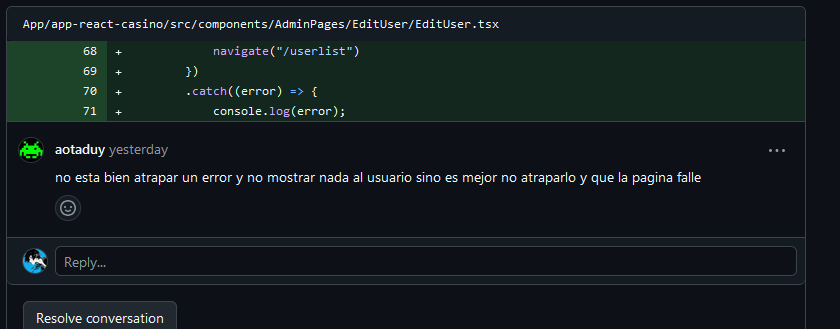 App/app-react-casino/src/components/AdminPages/EditUser/EditUser.tsx
68 + navigate("/userlist")
69 + })
70 + .catch((error) => {
71 + console.log(error);
aotaduy yesterday
no esta bien atrapar un error y no mostrar nada al usuario sino es mejor no atraparlo y que la pagina falle
Reply...
Resolve conversation